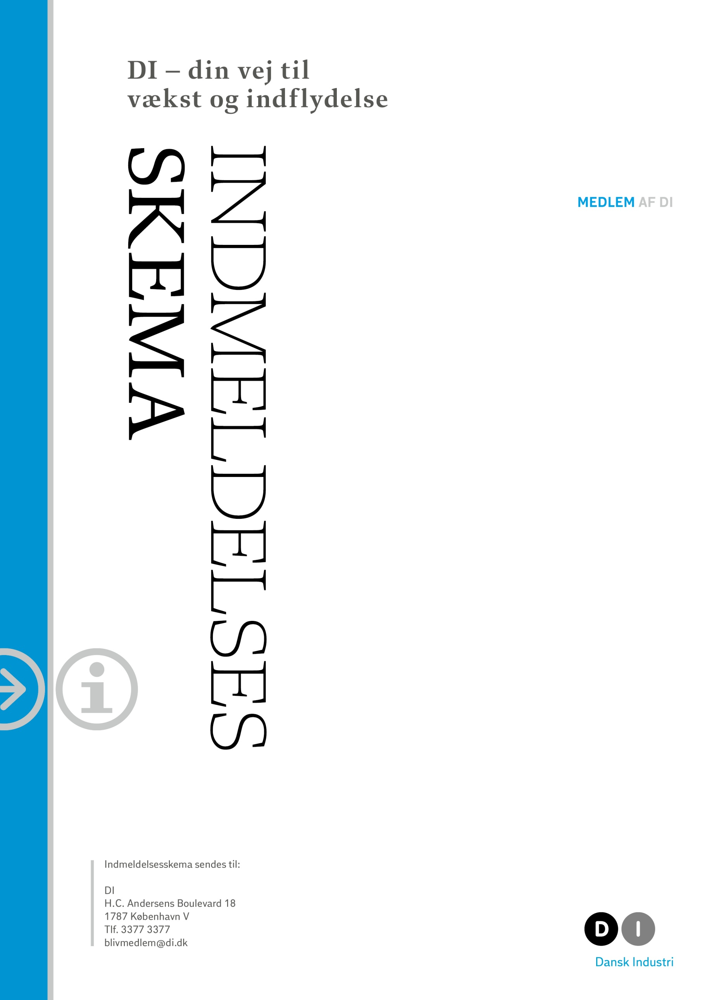 DI – din vej til
vækst og indflydelse
INDMELDELSES
SKEMA
MEDLEM AF DI
i
Indmeldelsesskema sendes til:
DI
H.C. Andersens Boulevard 18
1787 København V
Tlf. 3377 3377
blivmedlem@di.dk
D I
Dansk Industri